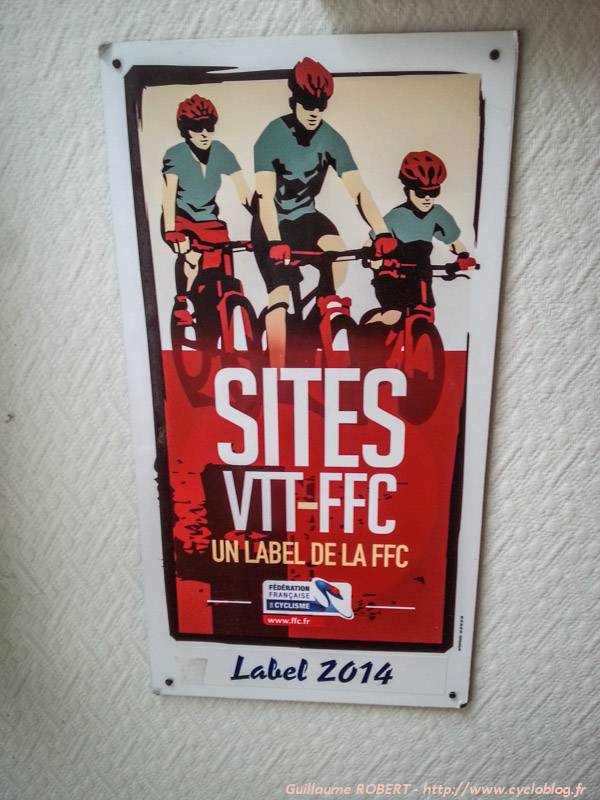 SITES
VTT-FFC
UN LABEL DE LA FFC
FÉDÉRATION
FRANÇAISE
DE CYCLISME
www.ffc.fr
Label 2014
Guillaume ROBERT - http://www.cycloblog.fr